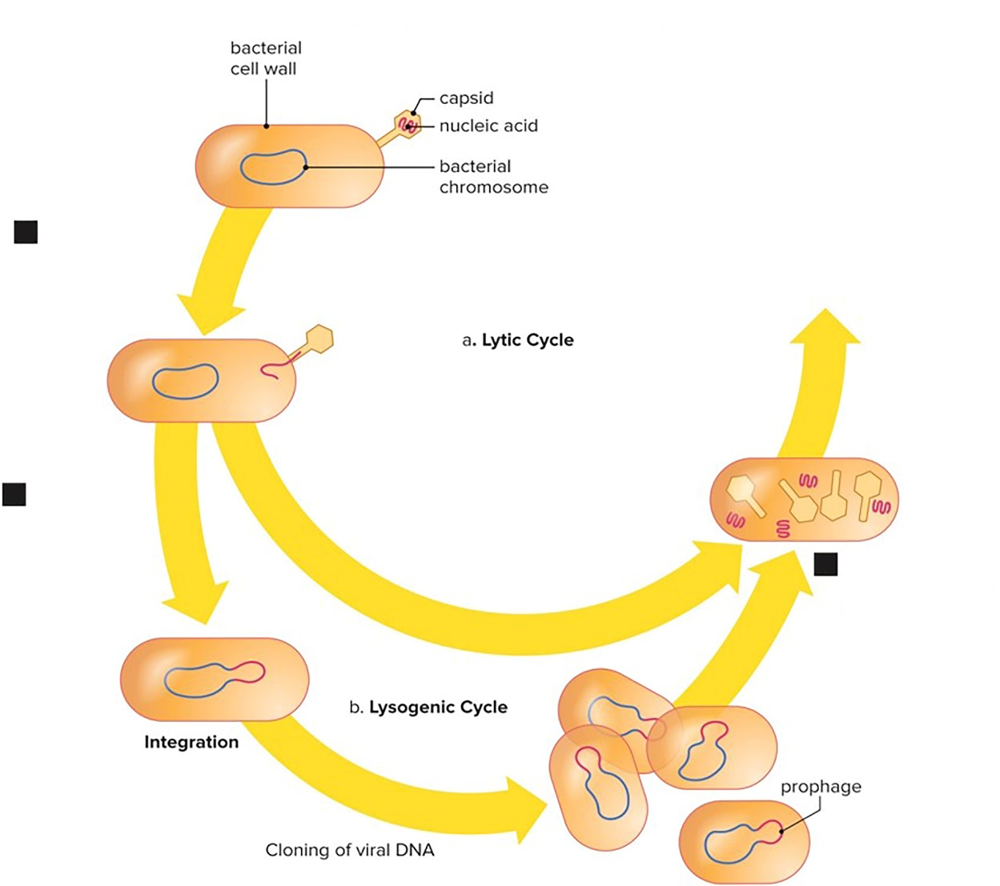 bacterial
cell wall
capsid
nucleic acid
bacterial
chromosome
a. Lytic Cycle
b. Lysogenic Cycle
Integration
prophage
Cloning of viral DNA